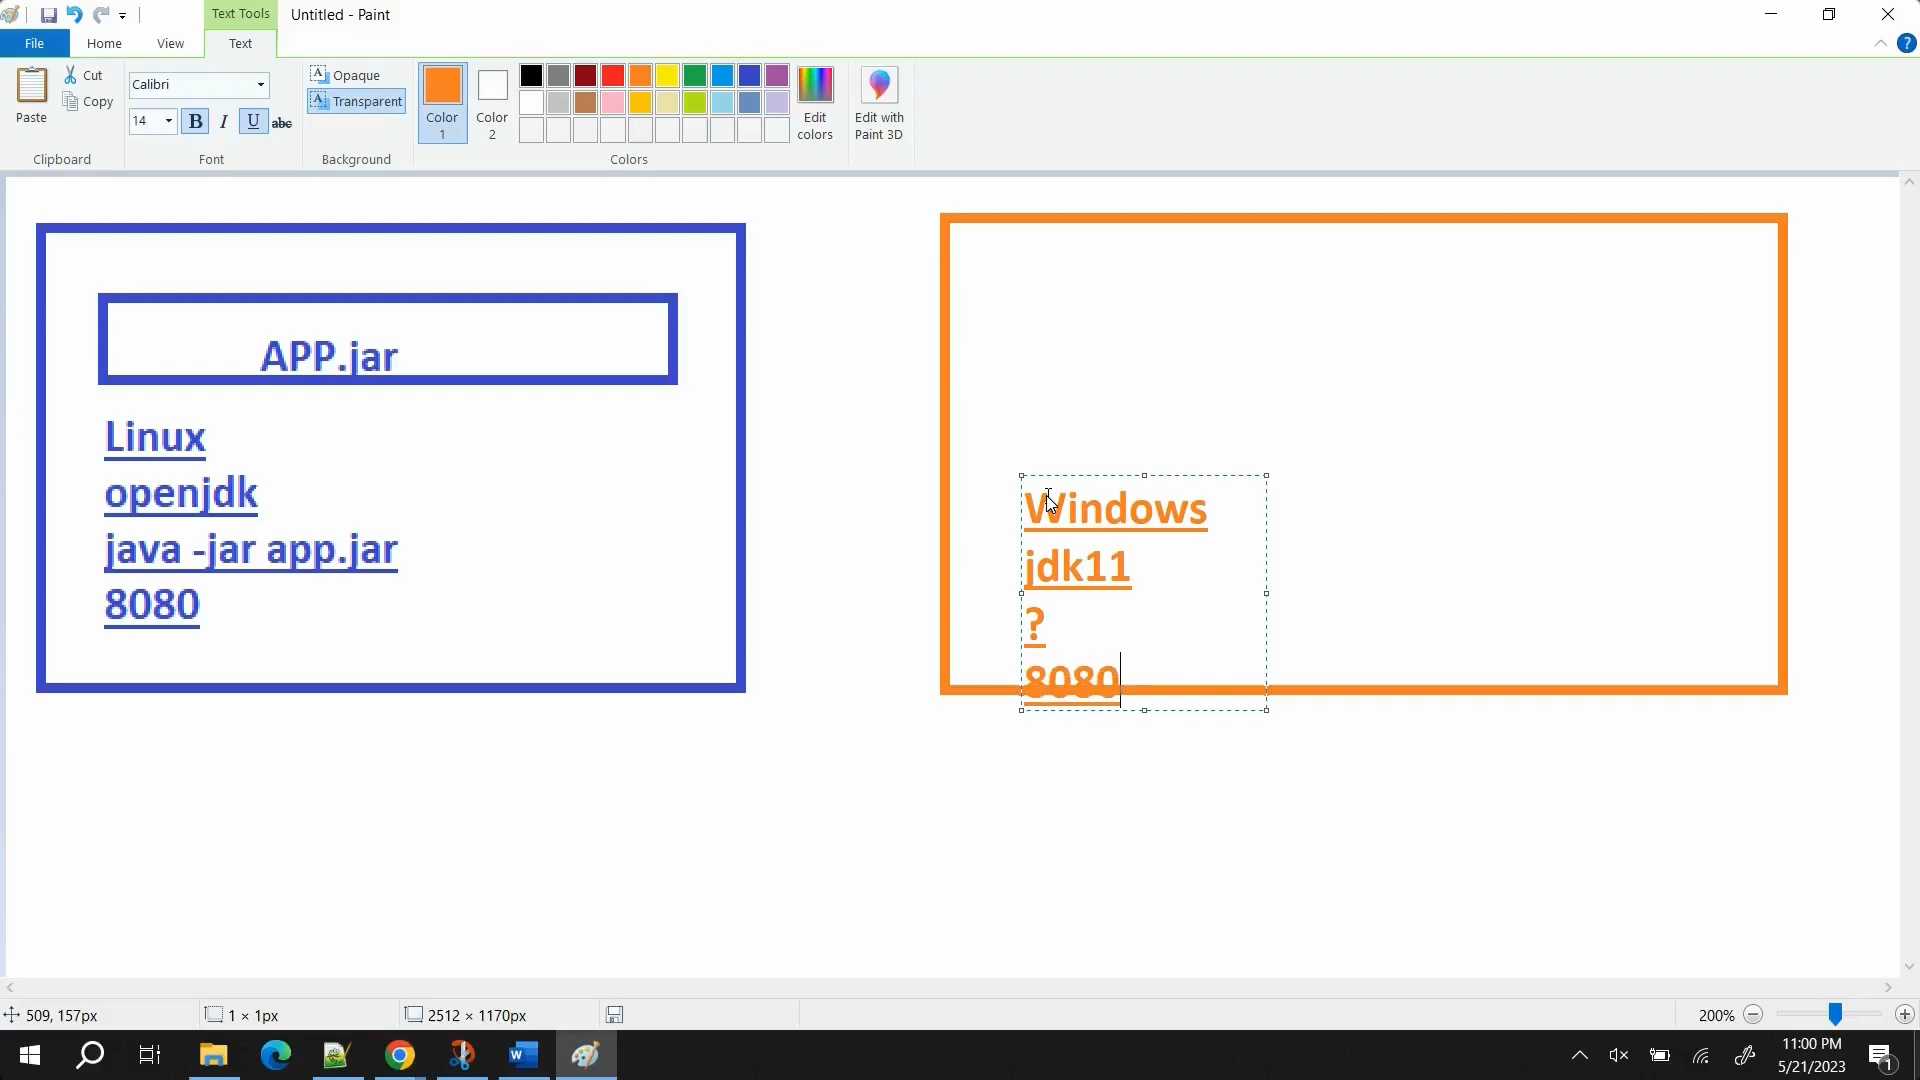 Text Tools
Untitled - Paint
File
Home
View
Text
Paste
Cut
Copy
Clipboard
Calibri
14
B
I
U
abc
Font
A Opaque
A Transparent
Background
Color
1
Color
2
Edit
colors
Colors
Edit with
Paint 3D
?
APP.jar
Linux
openjdk
java -jar app.jar
8080
Windows
jdk11
?
8080
509, 157px
1 × 1px
2512 × 1170px
200%
W
11:00 PM
5/21/2023
1